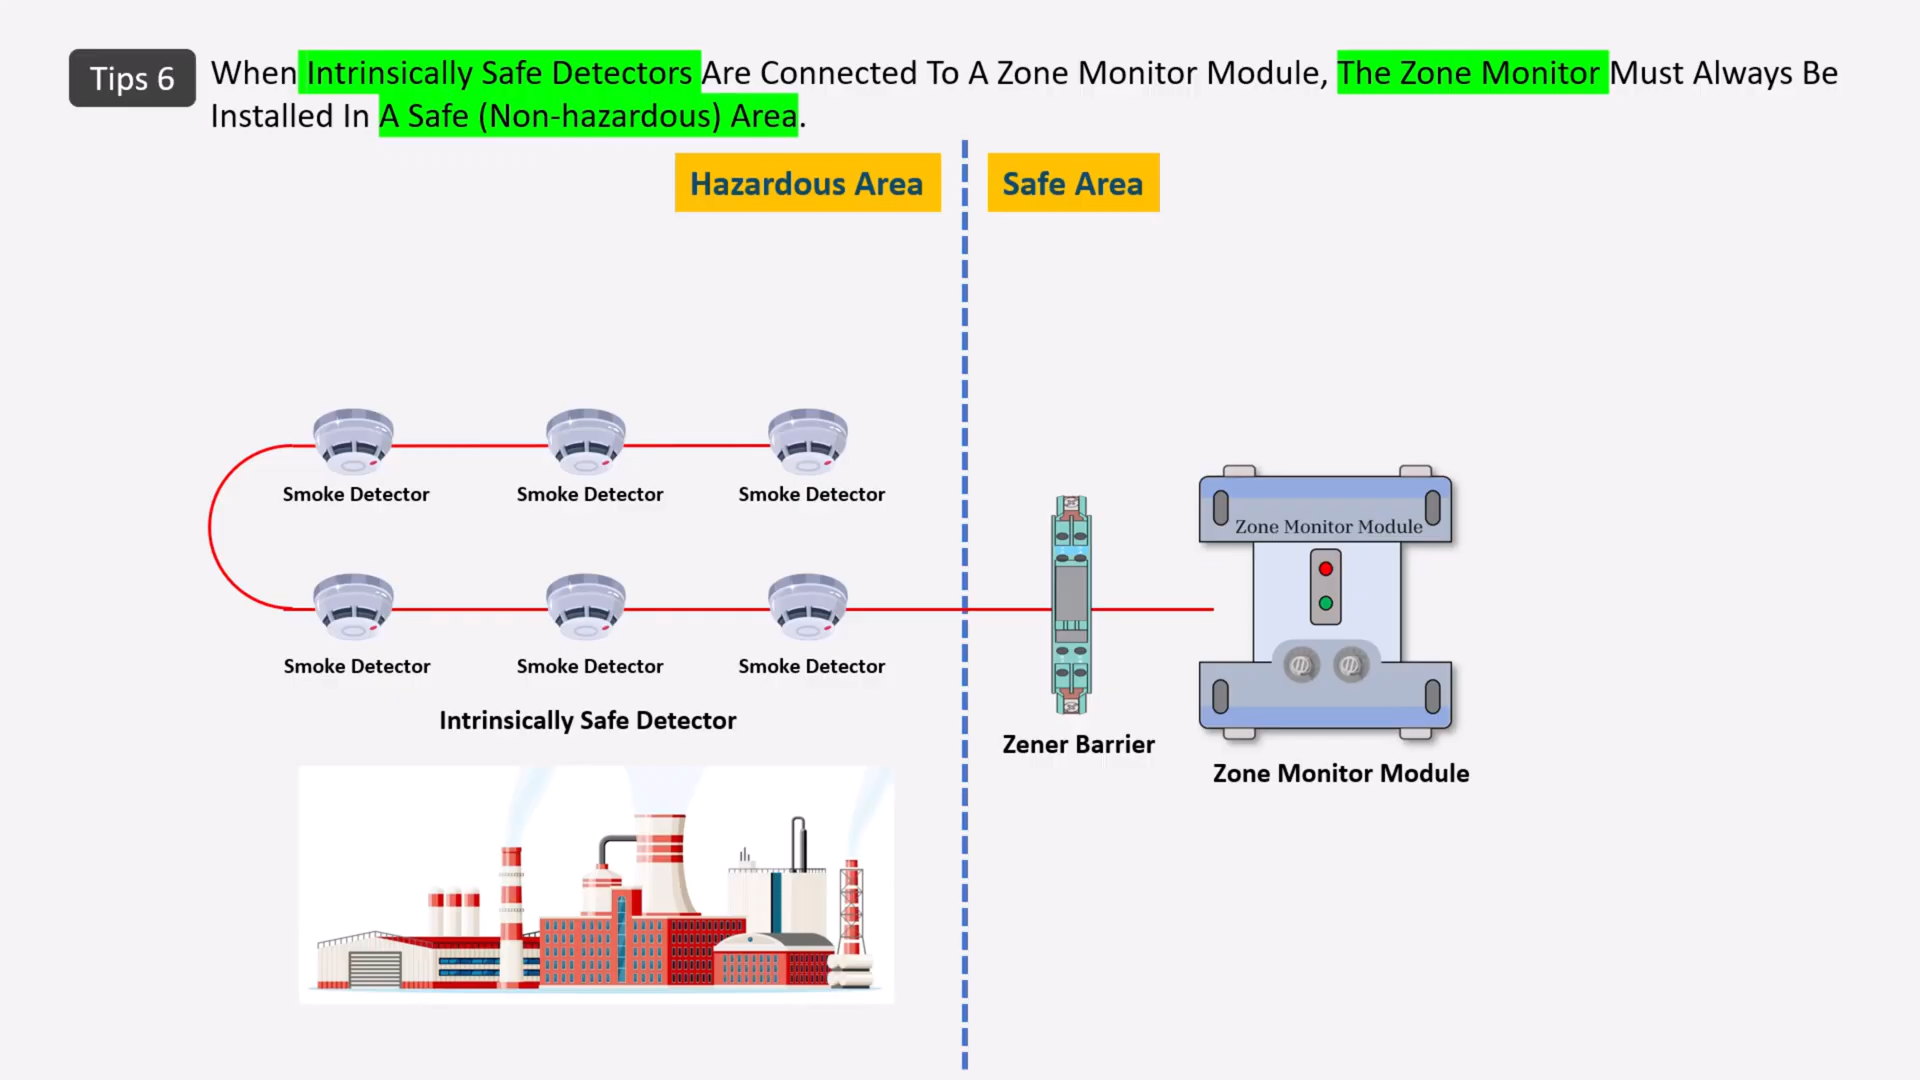 Tips 6
When Intrinsically Safe Detectors Are Connected To A Zone Monitor Module, The Zone Monitor Must Always Be
Installed In A Safe (Non-hazardous) Area.
Hazardous Area
Safe Area
Smoke Detector
Smoke Detector
Smoke Detector
Zone Monitor Module
Smoke Detector
Smoke Detector
Smoke Detector
Intrinsically Safe Detector
Zener Barrier
Zone Monitor Module